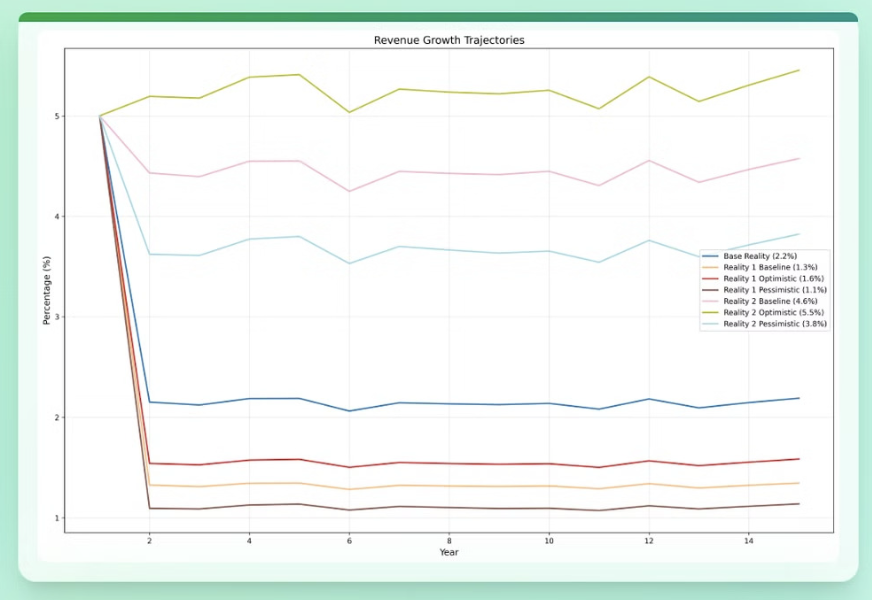 Revenue Growth Trajectories
5
4
3
2
1
Percentage (%)
Base Reality (2.2%)
Reality 1 Baseline (1.3%)
Reality 1 Optimistic (1.6%)
Reality 1 Pessimistic (1.1%)
Reality 2 Baseline (4.6%)
Reality 2 Optimistic (5.5%)
Reality 2 Pessimistic (3.8%)
2 4 6 8 10 12 14
Year